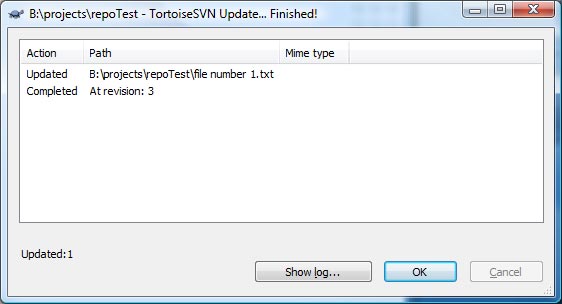 B:\projects\repoTest - TortoiseSVN Update... Finished!
Action Path Mime type
Updated B:\projects\repoTest\file number 1.txt
Completed At revision: 3
Updated:1
Show log... OK Cancel